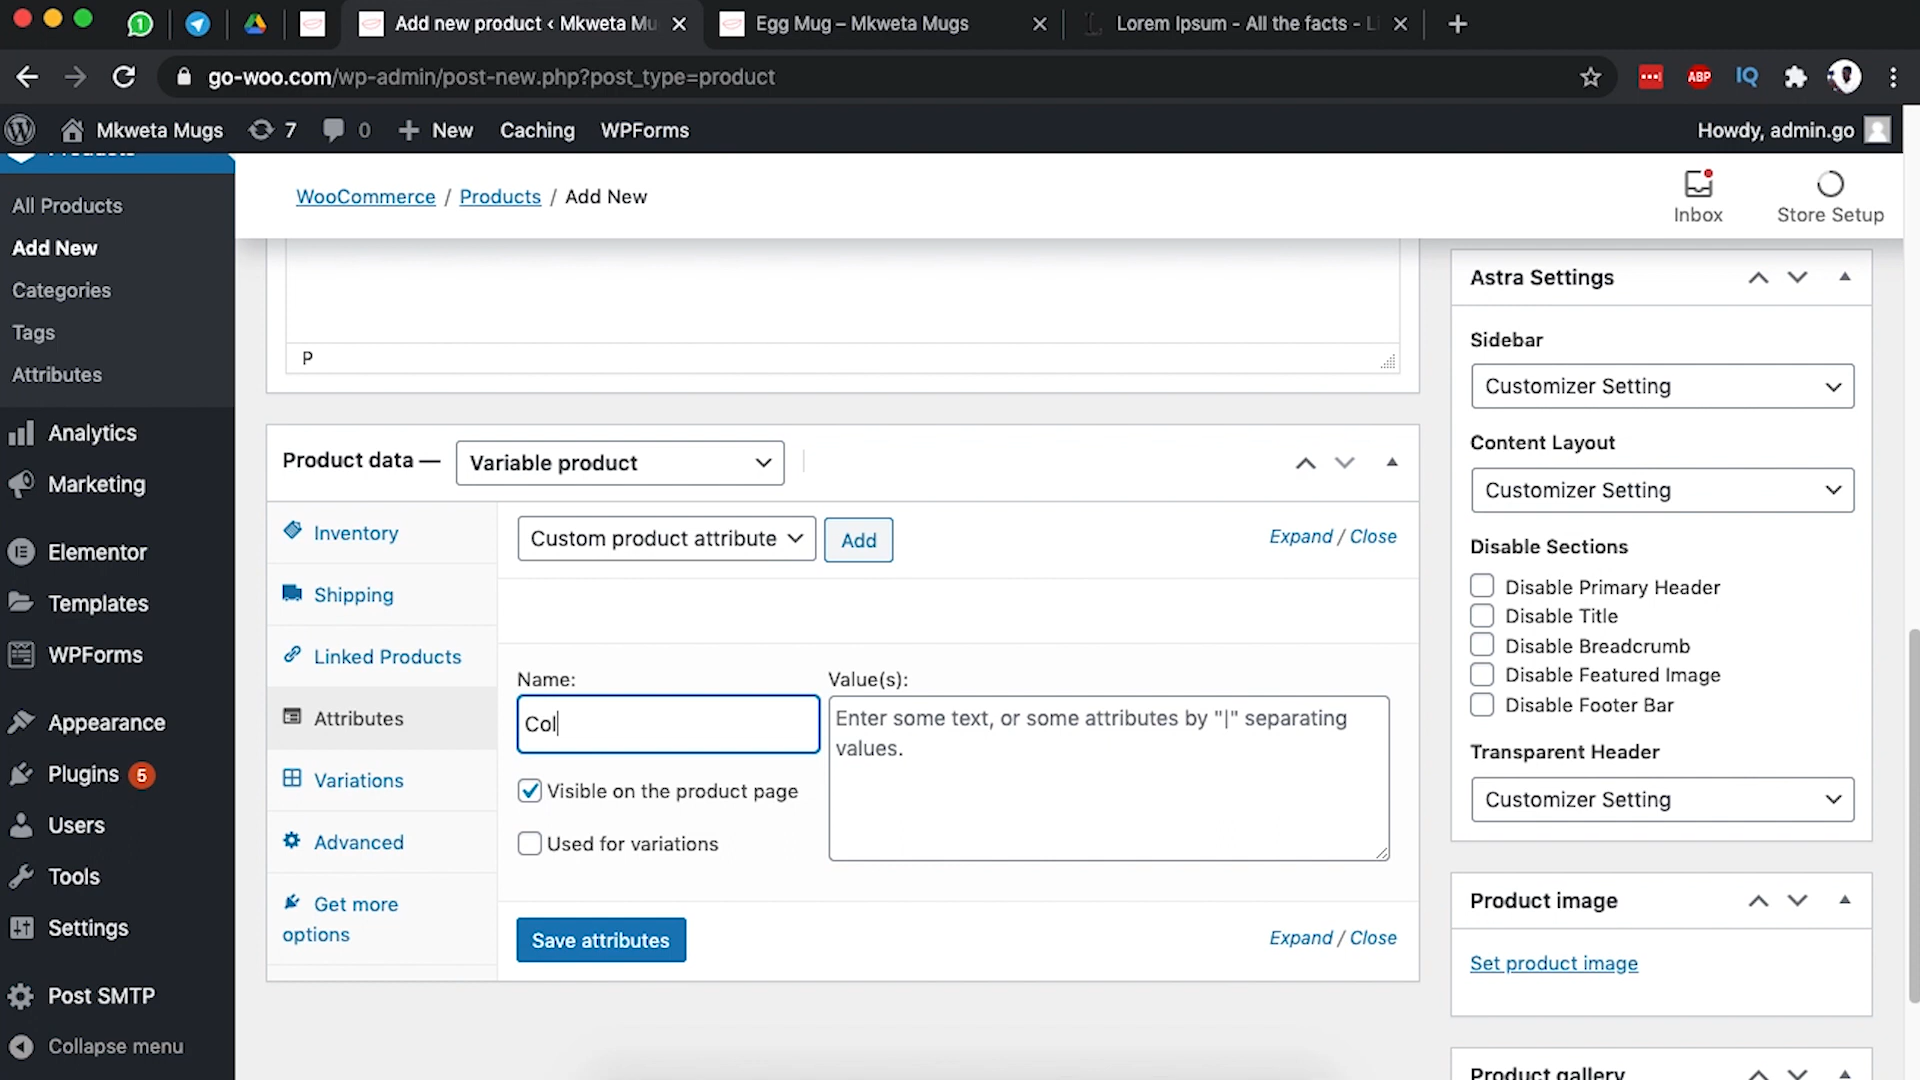 1
Add new product ‹ Mkweta Mu
Egg Mug – Mkweta Mugs
Lorem Ipsum - All the facts - Li
go-woo.com/wp-admin/post-new.php?post_type=product
ABP
IQ
Mkweta Mugs
7
0
New
Caching
WPForms
Howdy, admin.go
Products
All Products
Add New
Categories
Tags
Attributes
Analytics
Marketing
Elementor
Templates
WPForms
Appearance
Plugins 5
Users
Tools
Settings
Post SMTP
Collapse menu
WooCommerce / Products / Add New
Inbox
Store Setup
P
Product data —
Variable product
Inventory
Shipping
Linked Products
Attributes
Variations
Advanced
Get more
options
Custom product attribute
Add
Expand / Close
Name:
Col
Visible on the product page
Used for variations
Value(s):
Enter some text, or some attributes by "|" separating
values.
Save attributes
Expand / Close
Astra Settings
Sidebar
Customizer Setting
Content Layout
Customizer Setting
Disable Sections
Disable Primary Header
Disable Title
Disable Breadcrumb
Disable Featured Image
Disable Footer Bar
Transparent Header
Customizer Setting
Product image
Set product image
Product gallery